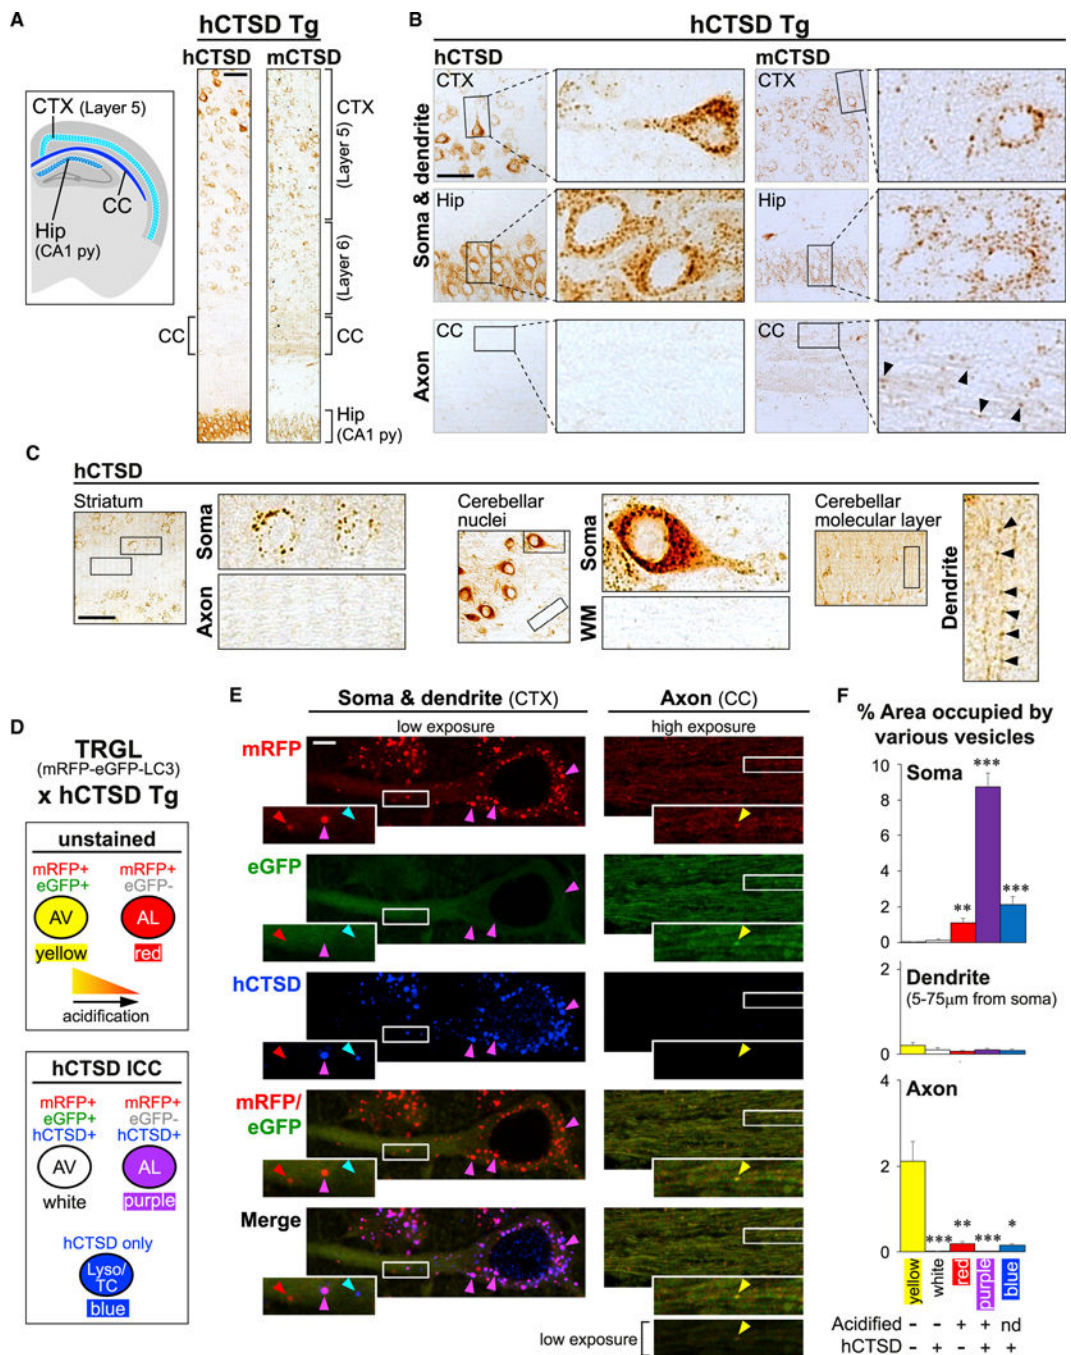 A
hCTSD Tg
hCTSD
mCTSD
CTX (Layer 5)
CC
Hip
(CA1 py)
CTX
(Layer 5)
(Layer 6)
CC
CC
Hip
(CA1 py)
B
hCTSD Tg
hCTSD
mCTSD
Soma & dendrite
CTX
CTX
Hip
Hip
Axon
CC
CC
C
hCTSD
Striatum
Soma
Axon
Cerebellar
nuclei
Soma
WM
Cerebellar
molecular layer
Dendrite
D
TRGL
(mRFP-eGFP-LC3)
x hCTSD Tg
unstained
mRFP+ mRFP+
eGFP+ eGFP-
AV AL
yellow red
acidification
hCTSD ICC
mRFP+ mRFP+
eGFP+ eGFP-
hCTSD+ hCTSD+
AV AL
white purple
hCTSD only
Lyso/
TC
blue
E
Soma & dendrite (CTX)
Axon (CC)
low exposure
high exposure
mRFP
eGFP
hCTSD
mRFP/
eGFP
Merge
low exposure
F
% Area occupied by
various vesicles
Soma
10
8
6
4
2
0
**
***
***
Dendrite
(5-75μm from soma)
2
0
Axon
4
2
0
***
**
***
*
yellow
white
red
purple
blue
Acidified - - + + nd
hCTSD - + - + +